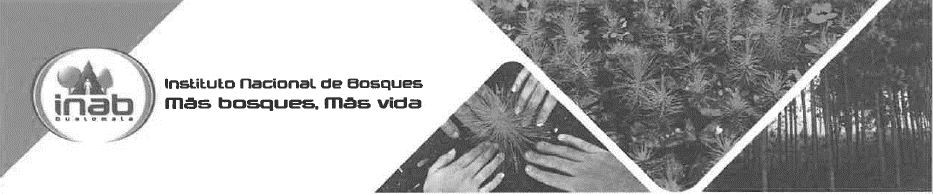 inab
Guatemala
Instituto Nacional de Bosques
Más bosques, Más vida